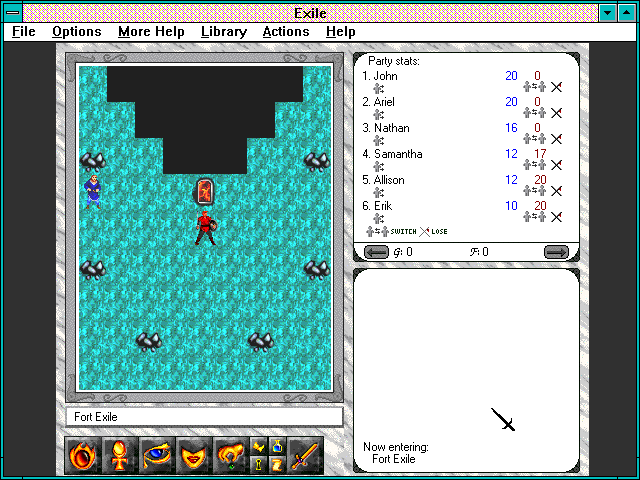 Exile
File Options More Help Library Actions Help
Party stats:
1. John 20 0
2. Ariel 20 0
3. Nathan 16 0
4. Samantha 12 17
5. Allison 12 20
6. Erik 10 20
SWITCH LOSE
G: 0 F: 0
Fort Exile
Now entering:
Fort Exile